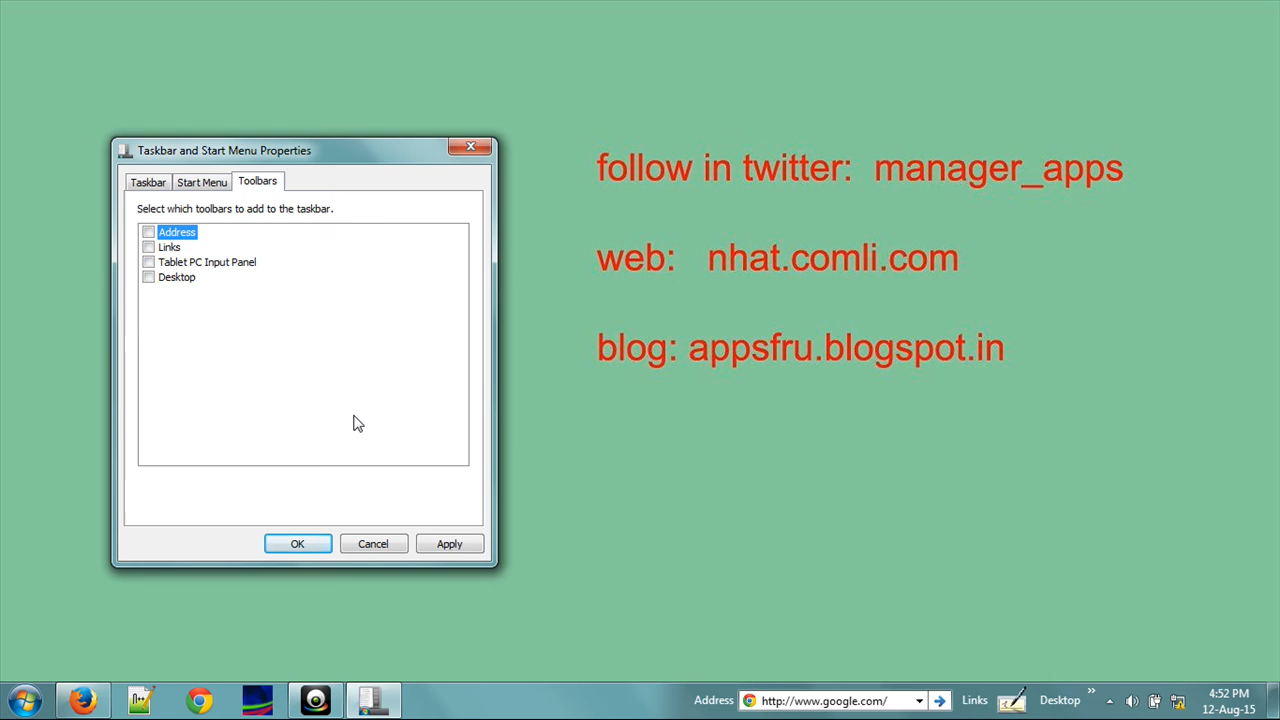 Taskbar and Start Menu Properties
Taskbar
Start Menu
Toolbars
Select which toolbars to add to the taskbar.
Address
Links
Tablet PC Input Panel
Desktop
OK
Cancel
Apply
follow in twitter: manager_apps
web: nhat.comli.com
blog: appsfru.blogspot.in
Address
http://www.google.com/
Links
Desktop
»
4:52 PM
12-Aug-15